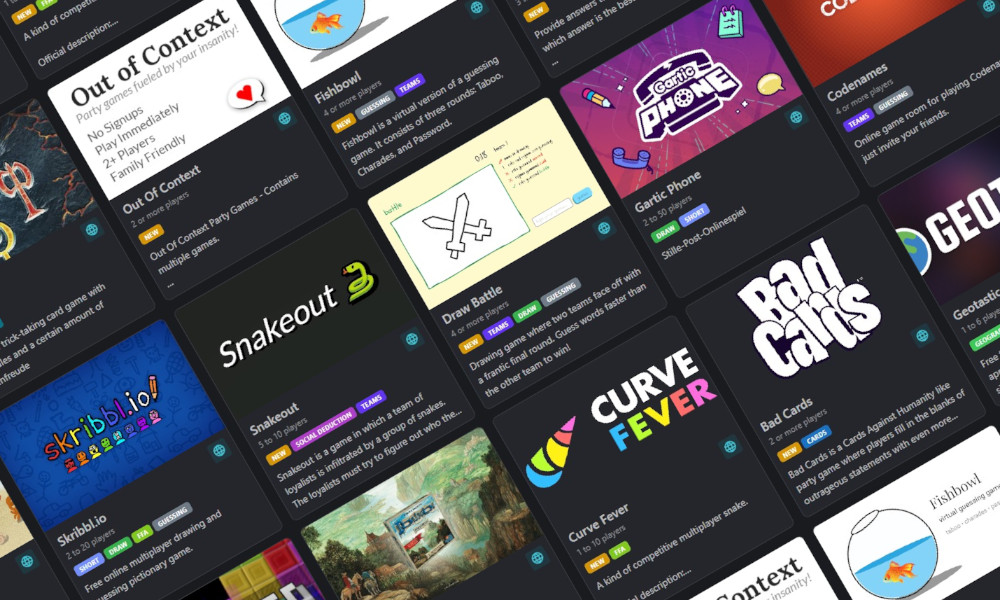 A kind of competitive
Official description:...
Out of Context
Party games fueled by your insanity!
No Signups
Play Immediately
2+ Players
Family Friendly
Out Of Context
2 or more players
NEW
Out Of Context Party Games - Contains
multiple games.
...
trick-taking card game with
and a certain amount of
skribbl.io!
Skribbl.io
2 to 20 players
SHORT DRAW FFA GUESSING
Free online multiplayer drawing and
guessing pictionary game.
Fishbowl
4 or more players
NEW GUESSING TEAMS
Fishbowl is a virtual version of a guessing
game. It consists of three rounds: Taboo,
Charades, and Password.
Snakeout
Snakeout
5 to 10 players
NEW SOCIAL DEDUCTION TEAMS
Snakeout is a game in which a team of
loyalists is infiltrated by a group of snakes.
The loyalists must try to figure out who the...
NEW
Provide answers
which answer is the best
...
battle
Draw Battle
4 or more players
NEW TEAMS DRAW GUESSING
Drawing game where two teams face off with
a frantic final round. Guess words faster than
the other team to win!
Gartic
PHONE
Gartic Phone
2 to 50 players
DRAW SHORT
Stille-Post-Onlinespiel
CURVE
FEVER
Curve Fever
1 to 10 players
NEW FFA
A kind of competitive multiplayer snake.
description:...
Codenames
4 or more players
TEAMS GUESSING
Online game room for playing Codenames
just invite your friends.
Bad
Cards
Bad Cards
2 or more players
NEW CARDS
Bad Cards is a Cards Against Humanity like
party game where players fill in the blanks of
outrageous statements with even more...
GEOT
Geotastic
1 to 6
Free
Context
Fishbowl
virtual guessing game